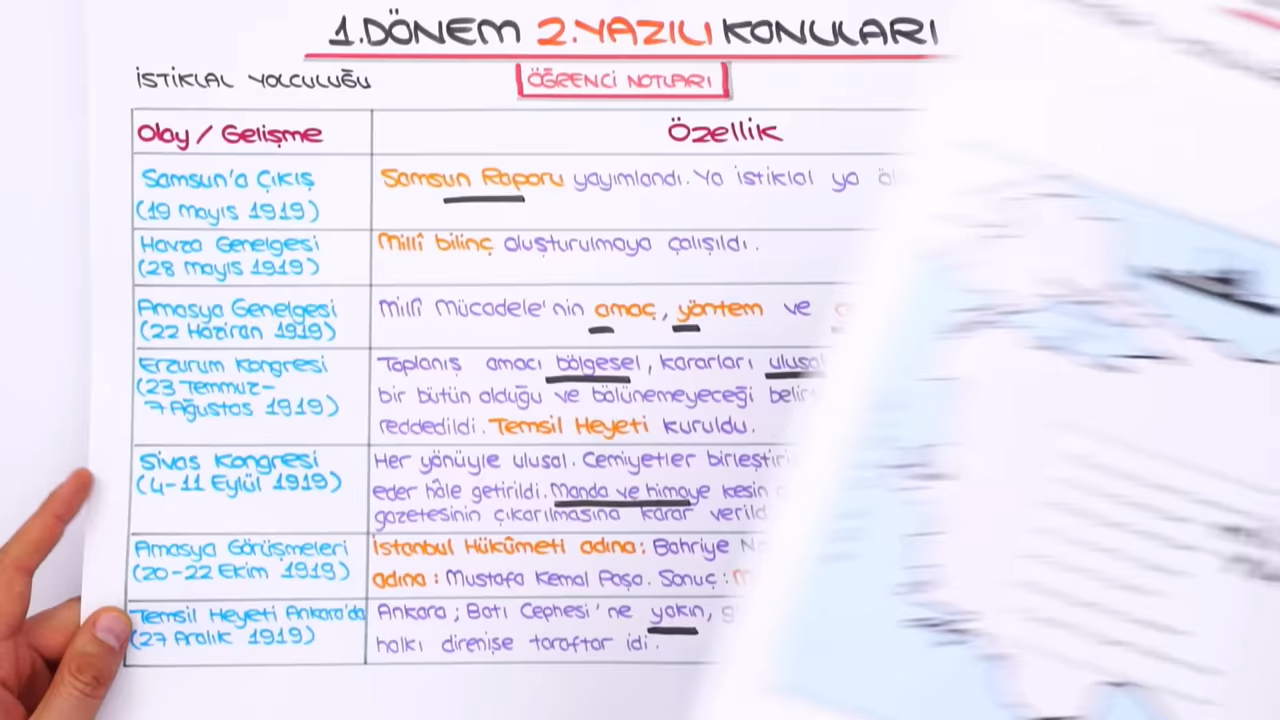 1.DÖNEM 2.YAZILI KONULARI
İSTİKLAL YOLCULUĞU
ÖĞRENCİ NOTLARI
Olay / Gelişme
Özellik
Samsun'a Çıkış
(19 Mayıs 1919)
Samsun Raporu yayımlandı. Ya istiklal ya
Havza Genelgesi
(28 Mayıs 1919)
Millî bilinç oluşturulmaya çalışıldı.
Amasya Genelgesi
(22 Haziran 1919)
Millî Mücadele'nin amaç, yöntem ve
Erzurum Kongresi
(23 Temmuz-
7 Ağustos 1919)
Toplanış amacı bölgesel, kararları
bir bütün olduğu ve bölünemeyeceği
reddedildi. Temsil Heyeti kuruldu.
Sivas Kongresi
(4-11 Eylül 1919)
Her yönüyle ulusal. Cemiyetler
eder hâle getirildi. Manda ve himaye kesin
gazetesinin çıkarılmasına karar
Amasya Görüşmeleri
(20-22 Ekim 1919)
İstanbul Hükûmeti adına: Bahriye
adına: Mustafa Kemal Paşa. Sonuç:
Temsil Heyeti Ankara'da
(27 Aralık 1919)
Ankara; Batı Cephesi'ne yakın,
halkı direnişe taraftar idi.